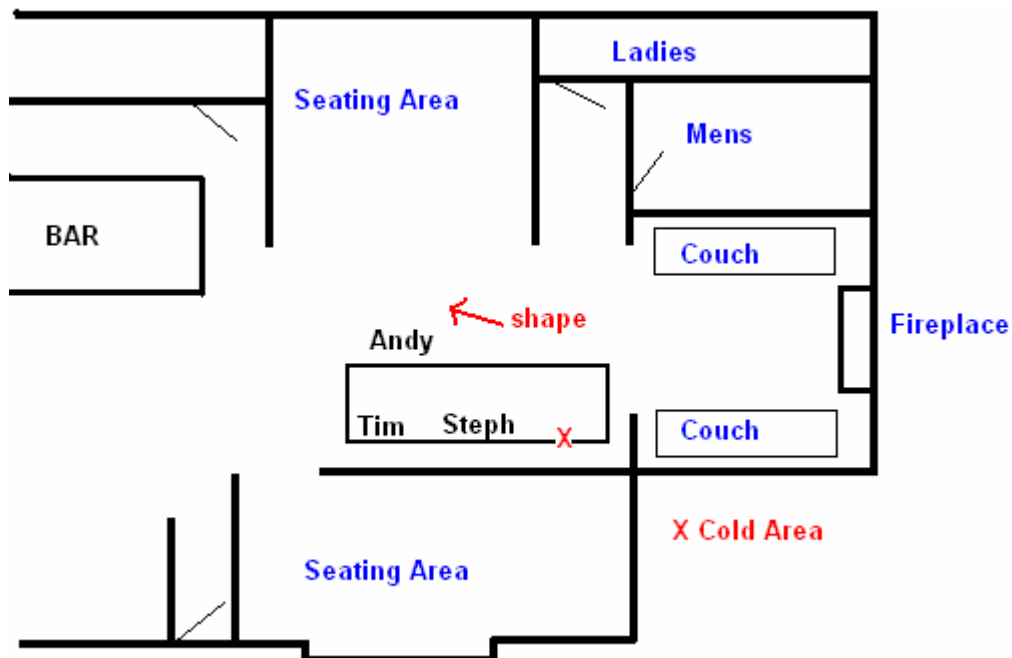 Ladies
Seating Area
Mens
BAR
Couch
shape
Fireplace
Andy
Tim
Steph
X
Couch
X Cold Area
Seating Area